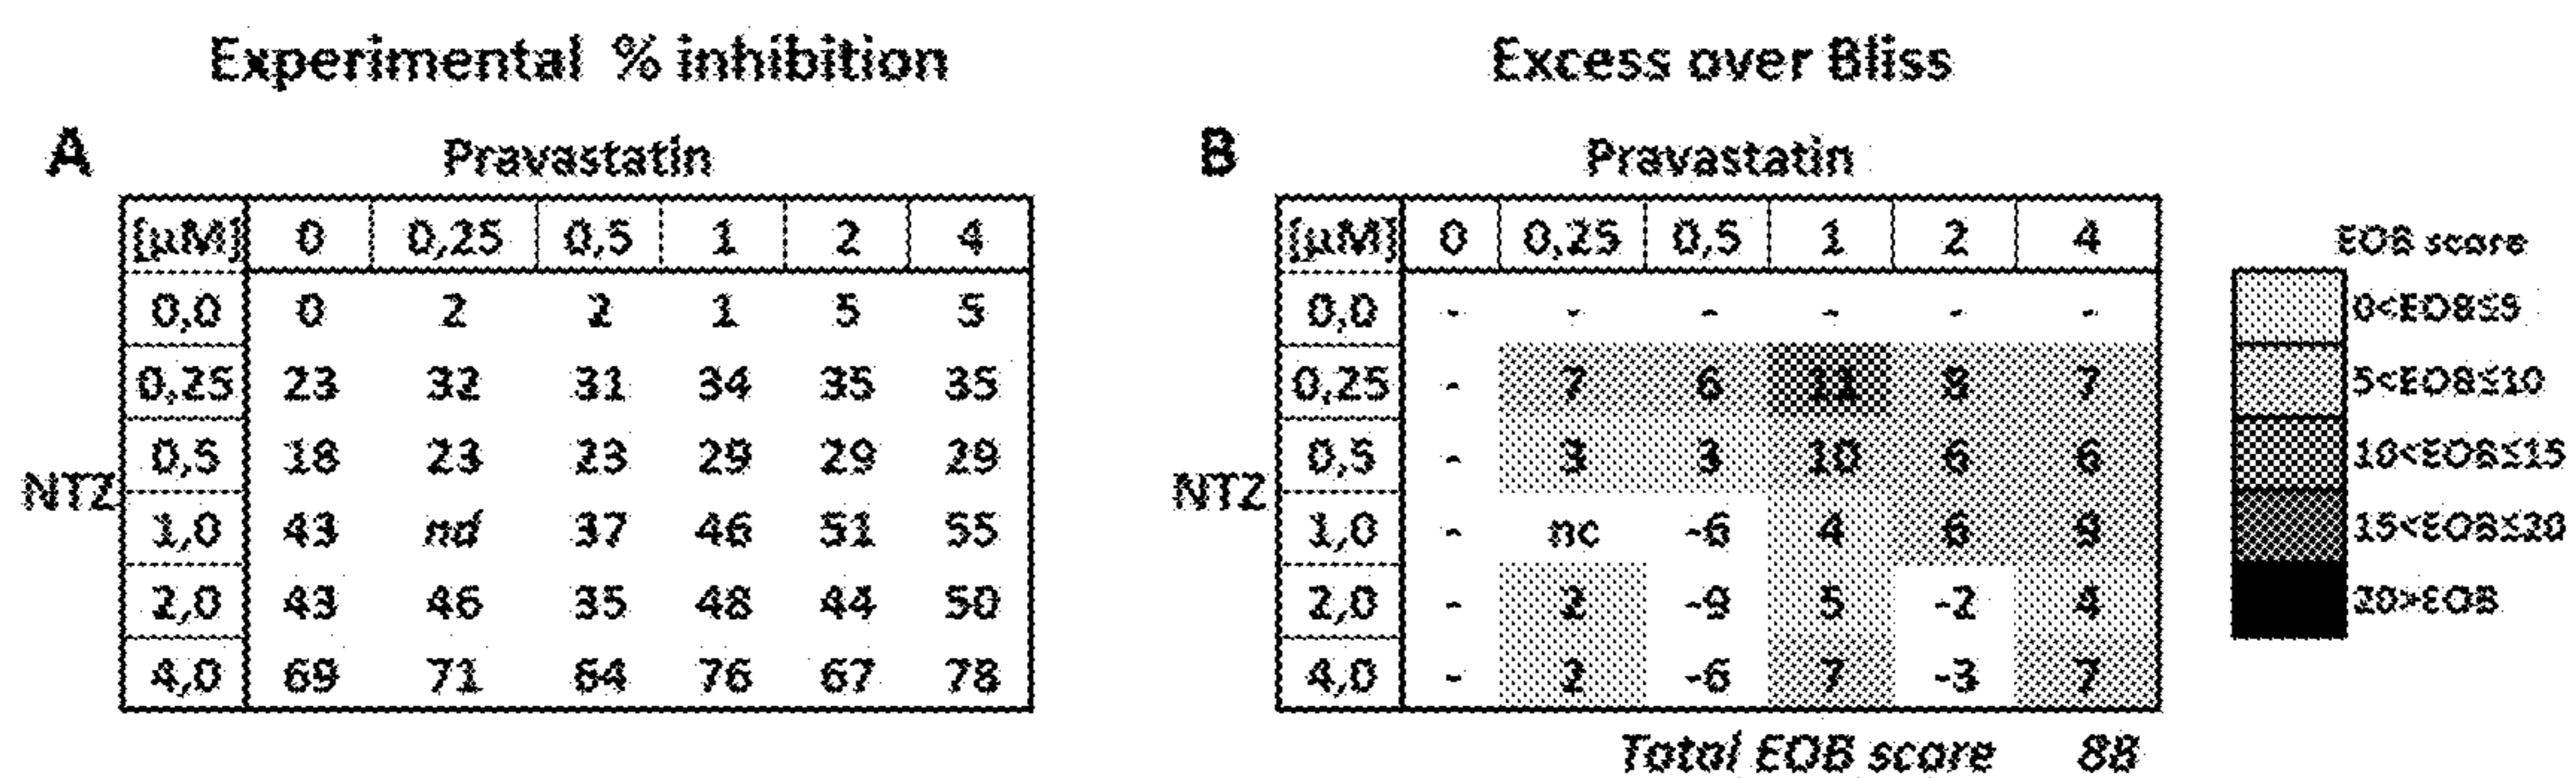 Experimental % inhibition
A
Pravastatin
[µM] 0 0,25 0,5 1 2 4
0,0 0 2 2 1 5 5
0,25 23 32 31 34 35 35
0,5 18 23 23 29 29 29
NTZ
1,0 43 nd 37 46 51 55
2,0 43 46 35 48 44 50
4,0 69 71 64 76 67 78
Excess over Bliss
B
Pravastatin
[µM] 0 0,25 0,5 1 2 4
0,0 - - - - - -
0,25 - 7 6 11 8 7
0,5 - 3 3 10 6 6
NTZ
1,0 - nc -6 4 6 9
2,0 - 2 -9 5 -2 4
4,0 - 2 -6 7 -3 7
Total EOB score 88
EOB score
0<EOB≤5
5<EOB≤10
10<EOB≤15
15<EOB≤20
20>EOB